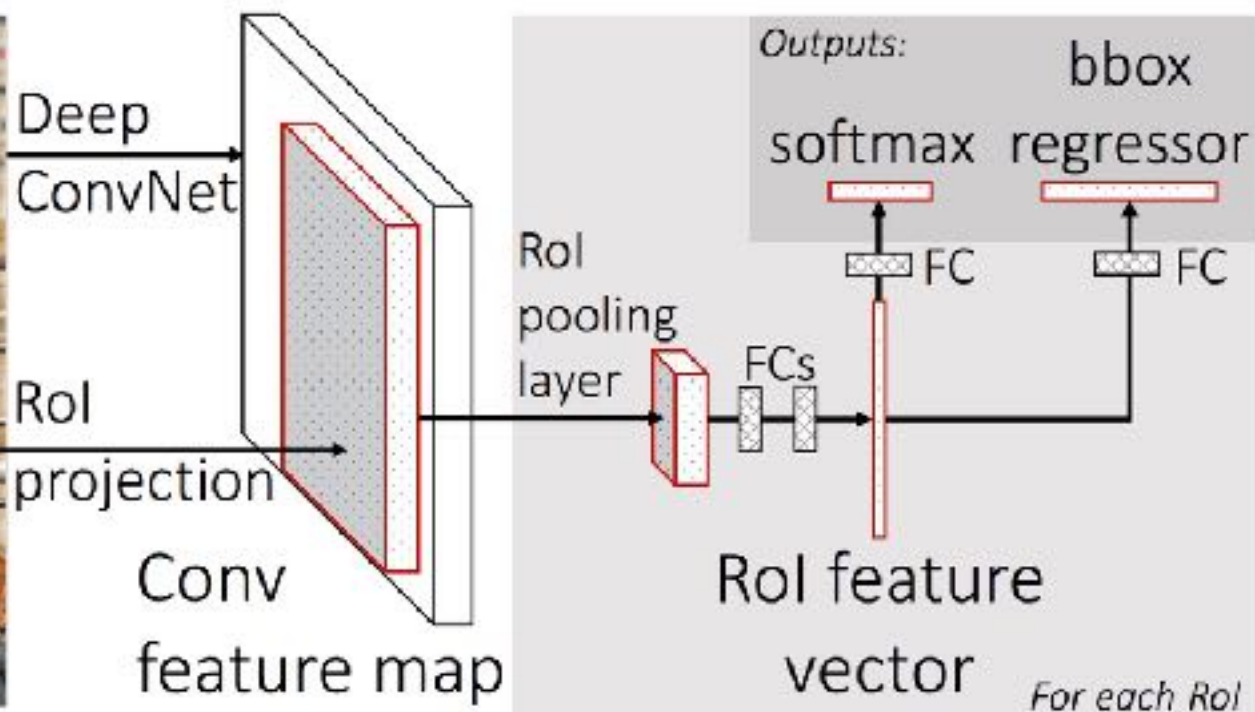 Deep
ConvNet
RoI
projection
Conv
feature map
RoI
pooling
layer
FCs
RoI feature
vector
Outputs:
softmax
bbox
regressor
FC
FC
For each RoI